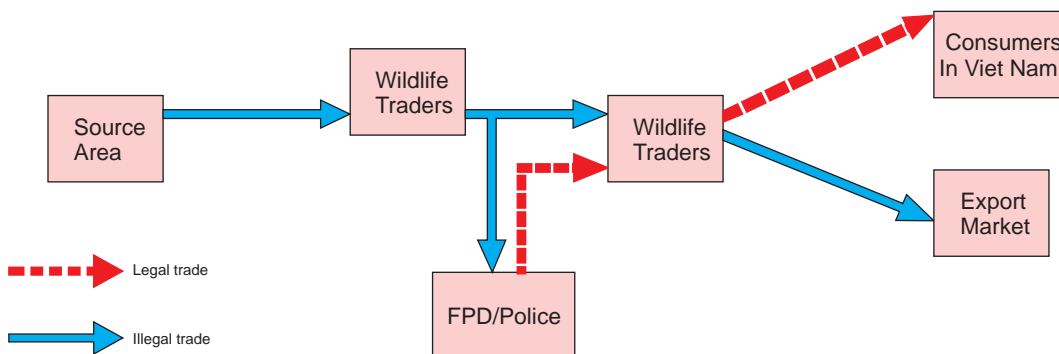 Source
Area
Wildlife
Traders
Wildlife
Traders
Consumers
In Viet Nam
Export
Market
FPD/Police
Legal trade
Illegal trade